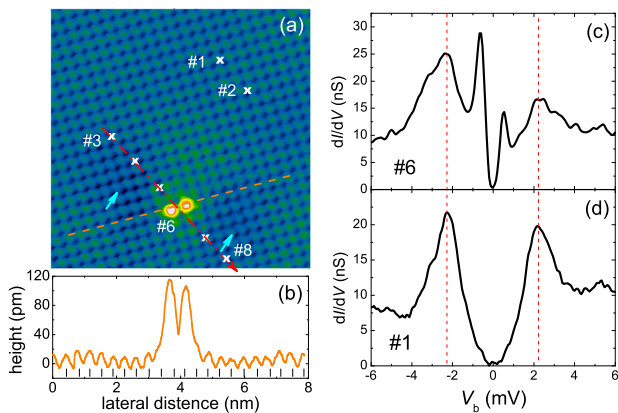 (a)
#1
#2
#3
#6
#8
120
80
40
0
height (pm)
(b)
0 1 2 3 4 5 6 7 8
lateral distence (nm)
30
25
20
15
10
5
0
dI/dV (nS)
(c)
#6
20
15
10
5
0
dI/dV (nS)
(d)
#1
-6 -4 -2 0 2 4 6
Vb (mV)